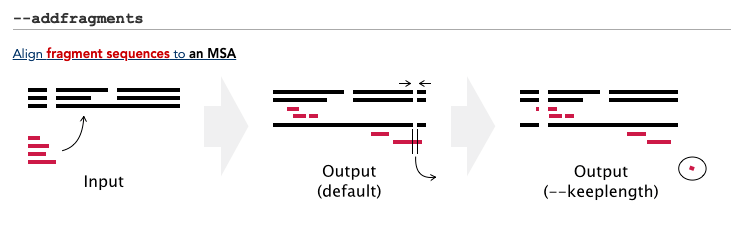 --addfragments
Align fragment sequences to an MSA
Input
Output
(default)
Output
(--keeplength)